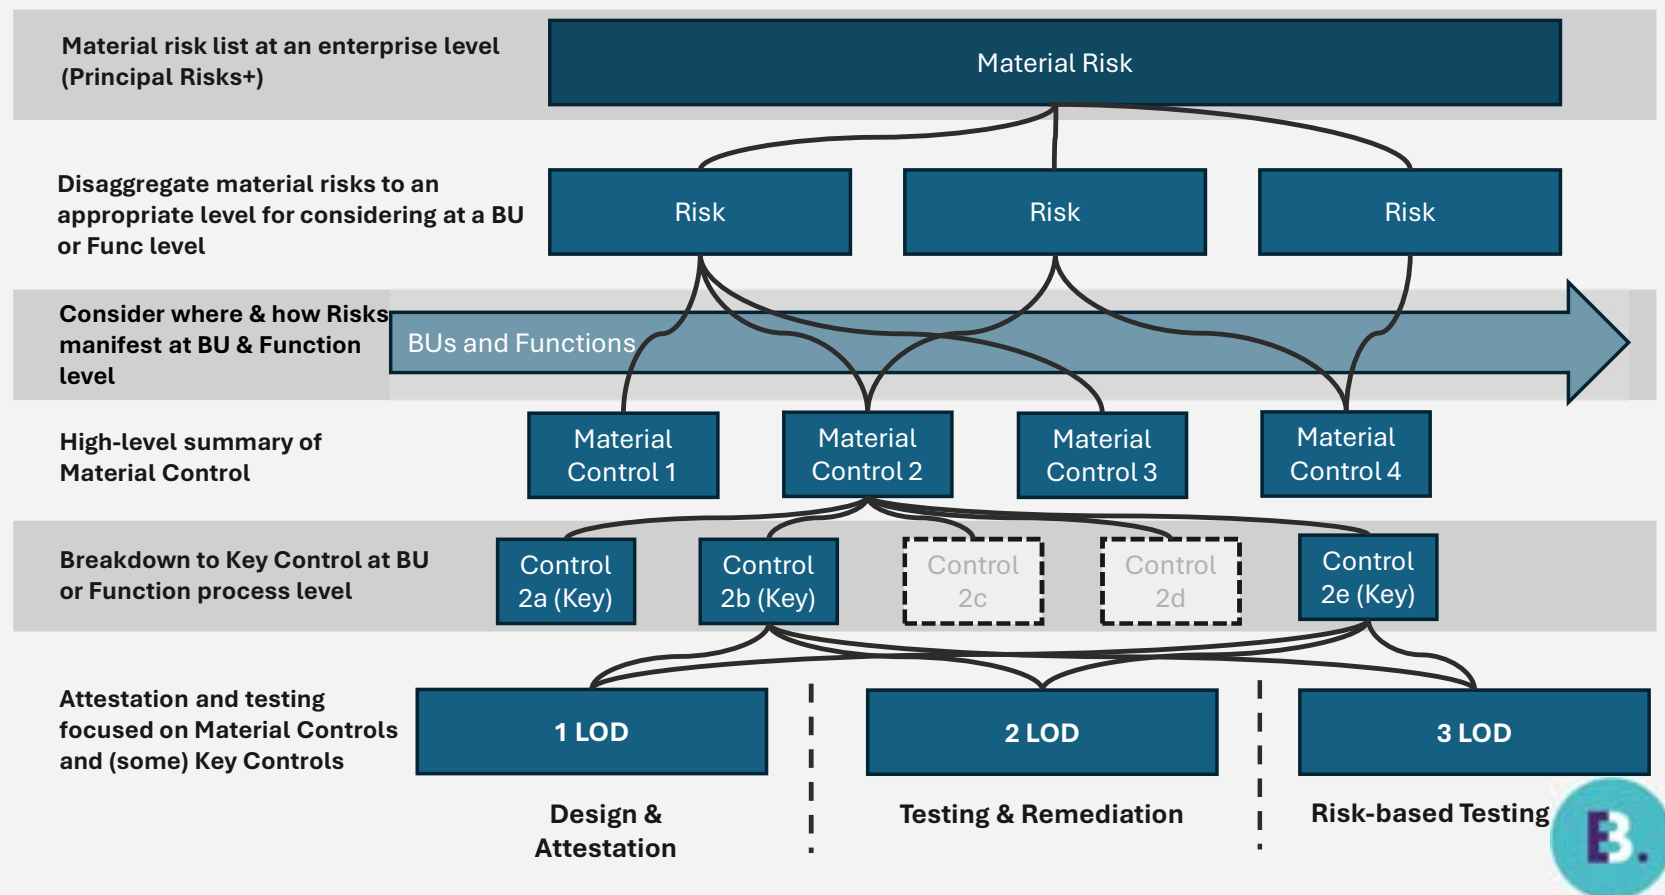 Material risk list at an enterprise level
(Principal Risks+)
Material Risk
Disaggregate material risks to an
appropriate level for considering at a BU
or Func level
Risk
Risk
Risk
Consider where & how Risks
manifest at BU & Function
level
BUs and Functions
High-level summary of
Material Control
Material
Control 1
Material
Control 2
Material
Control 3
Material
Control 4
Breakdown to Key Control at BU
or Function process level
Control
2a (Key)
Control
2b (Key)
Control
2c
Control
2d
Control
2e (Key)
Attestation and testing
focused on Material Controls
and (some) Key Controls
1 LOD
2 LOD
3 LOD
Design &
Attestation
Testing & Remediation
Risk-based Testing
B.